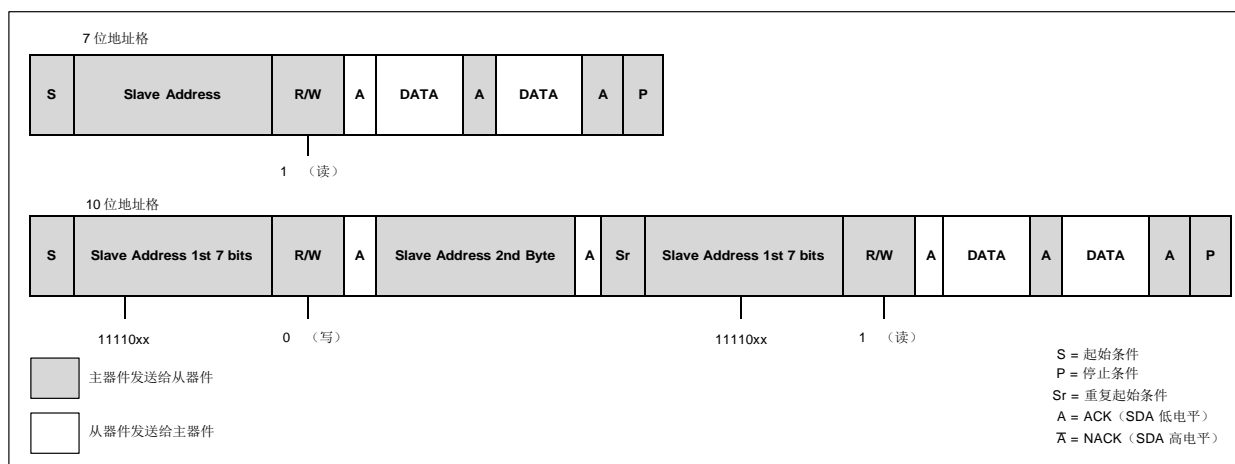 7 位地址格
S Slave Address R/W A DATA A DATA A P
1 （读）
10 位地址格
S Slave Address 1st 7 bits R/W A Slave Address 2nd Byte A Sr Slave Address 1st 7 bits R/W A DATA A DATA A P
11110xx 0 （写） 11110xx 1 （读）
主器件发送给从器件
从器件发送给主器件
S = 起始条件
P = 停止条件
Sr = 重复起始条件
A = ACK（SDA 低电平）
A̅ = NACK（SDA 高电平）